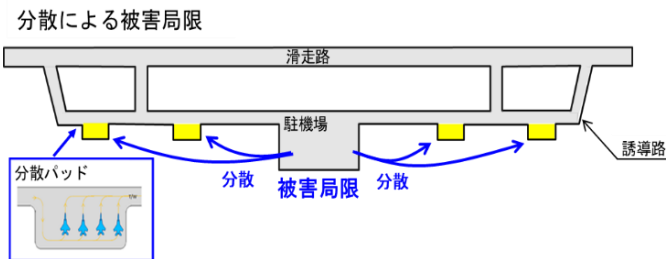 分散による被害局限
滑走路
駐機場
誘導路
分散パッド
T/W
分散
被害局限
分散